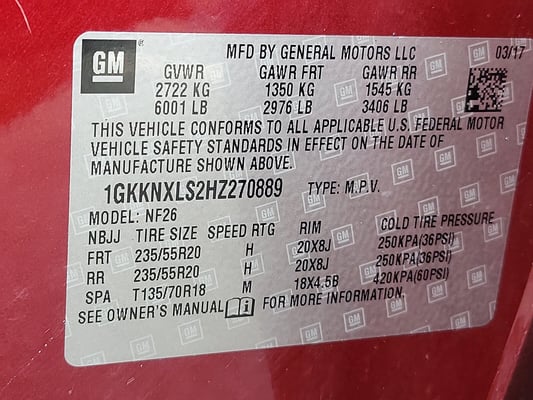 GM
MFD BY GENERAL MOTORS LLC 03/17
GVWR GAWR FRT GAWR RR
2722 KG 1350 KG 1545 KG
6001 LB 2976 LB 3406 LB
THIS VEHICLE CONFORMS TO ALL APPLICABLE U.S. FEDERAL MOTOR
VEHICLE SAFETY STANDARDS IN EFFECT ON THE DATE OF
MANUFACTURE SHOWN ABOVE.
1GKKNXLS2HZ270889 TYPE: M.P.V.
MODEL: NF26
NBJJ TIRE SIZE SPEED RTG RIM COLD TIRE PRESSURE
FRT 235/55R20 H 20X8J 250KPA(36PSI)
RR 235/55R20 H 20X8J 250KPA(36PSI)
SPA T135/70R18 M 18X4.5B 420KPA(60PSI)
SEE OWNER'S MANUAL FOR MORE INFORMATION.